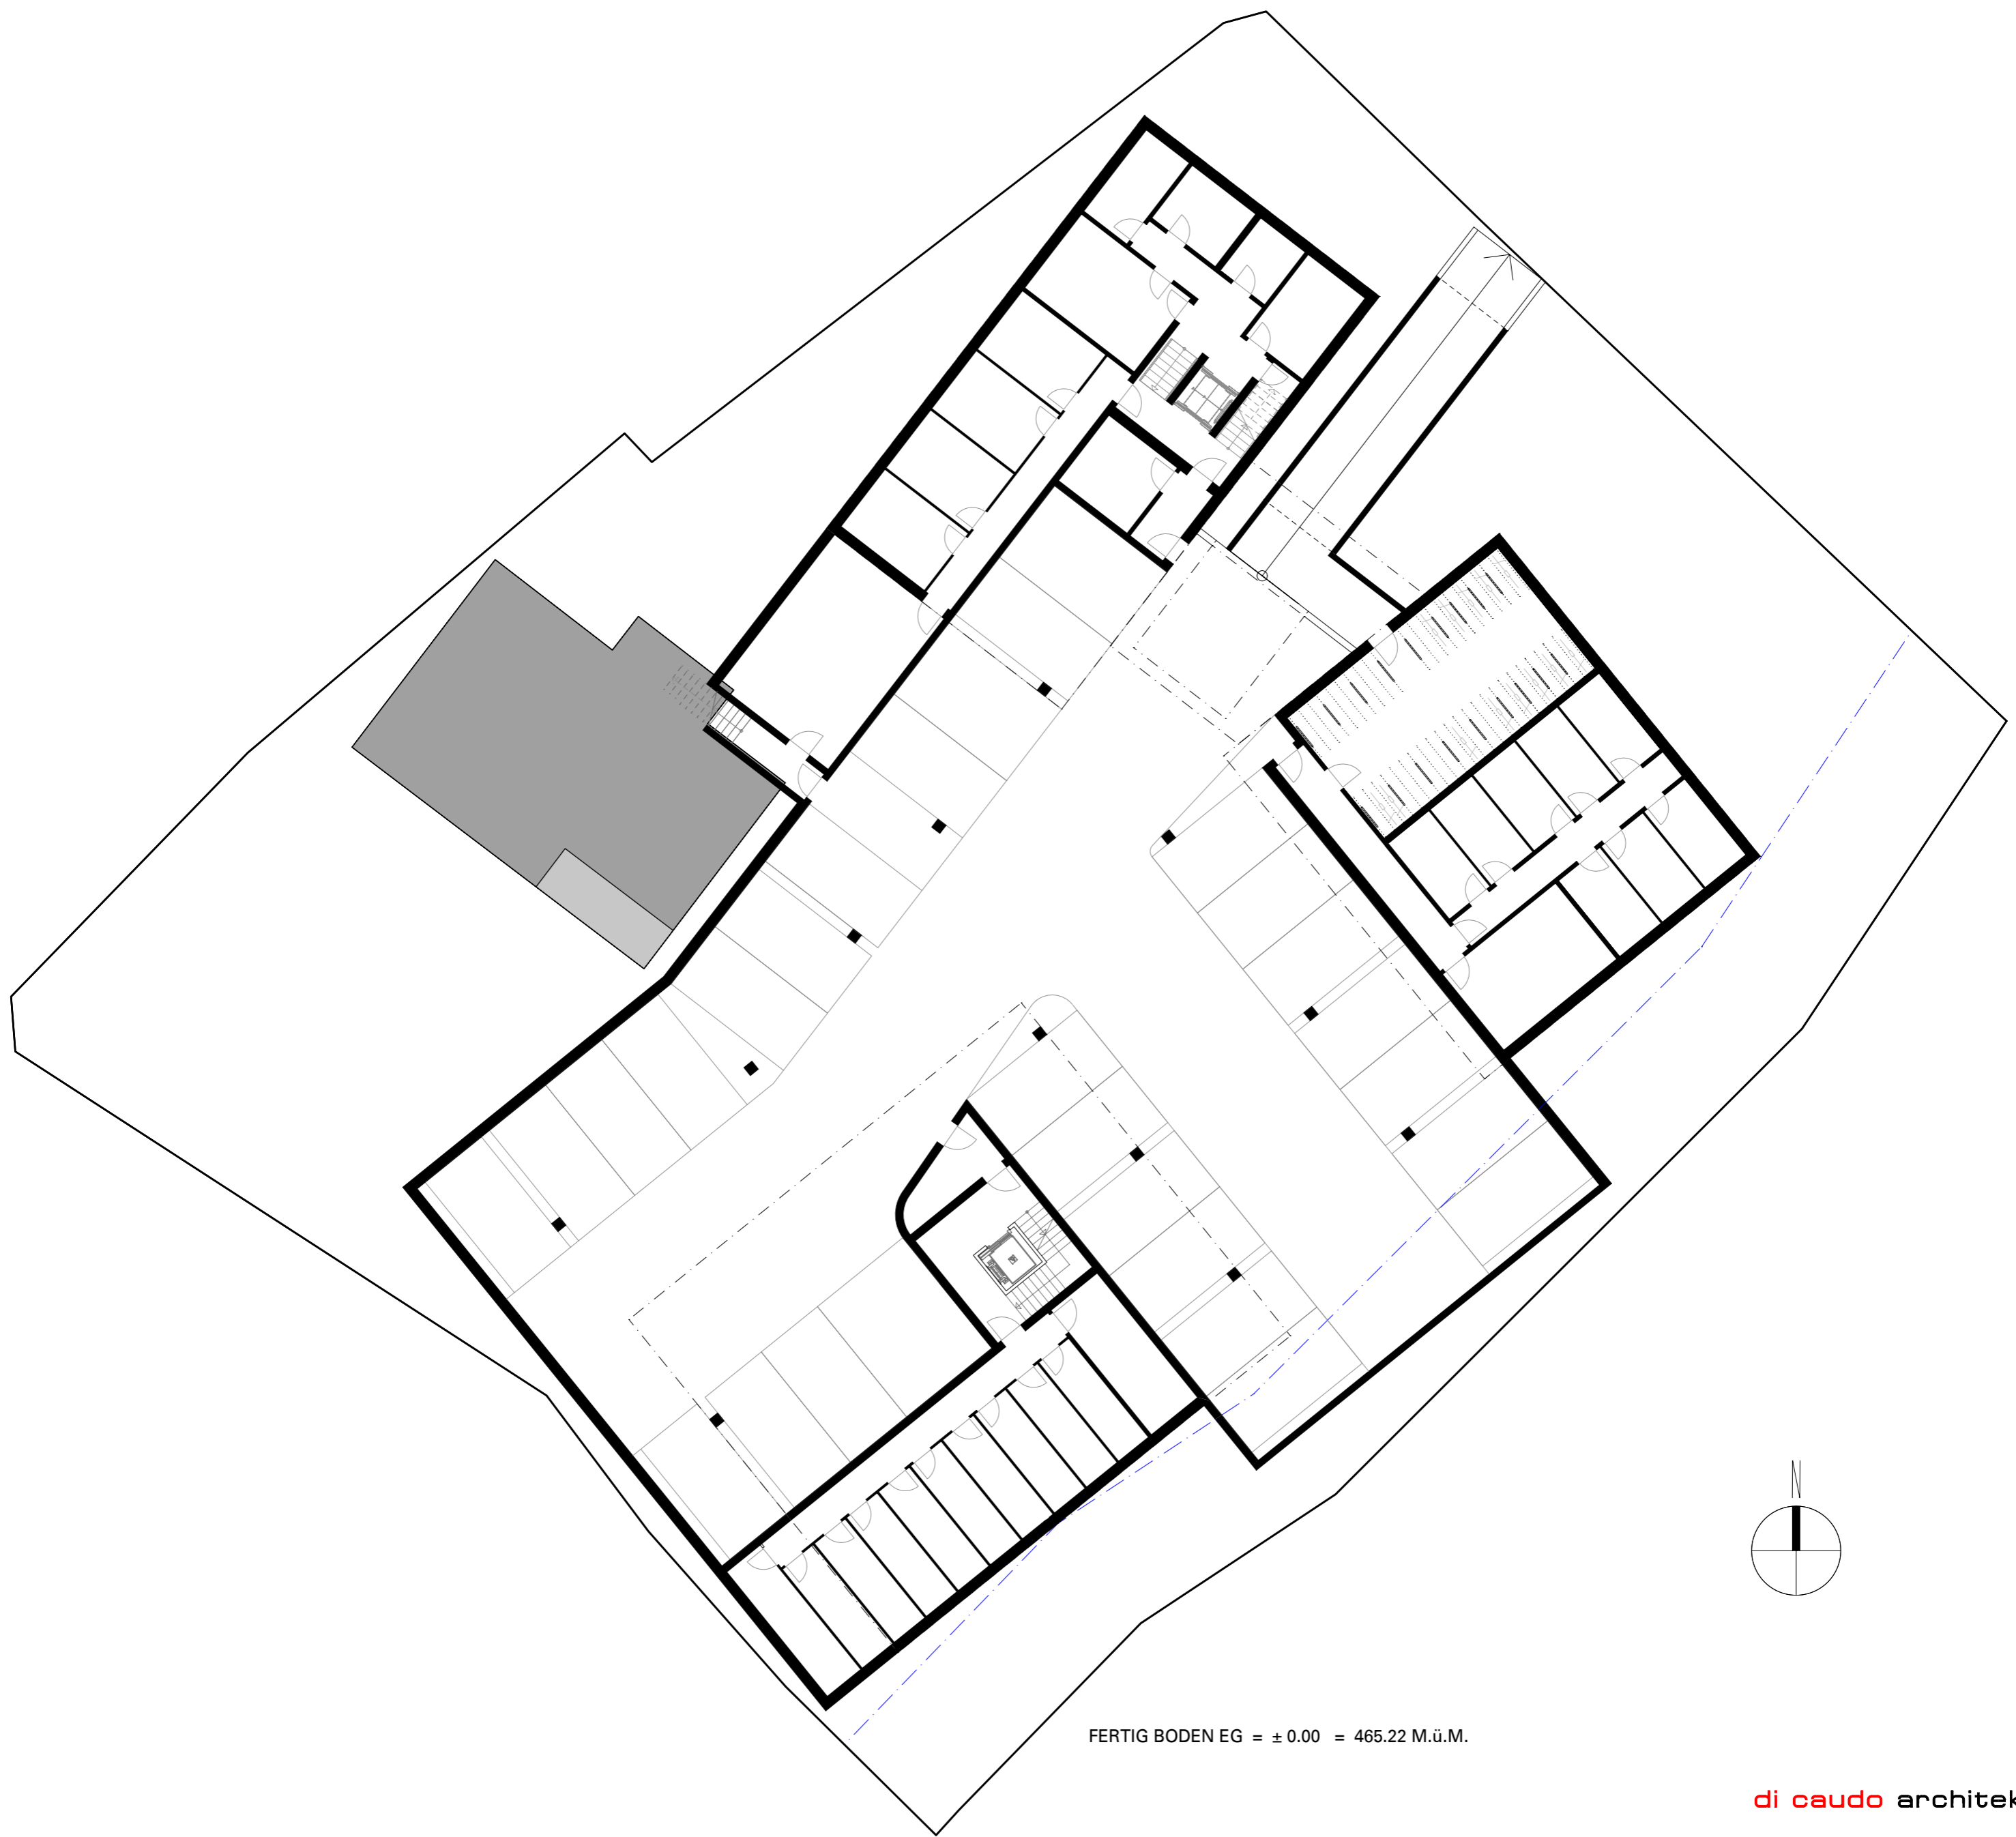 N
FERTIG BODEN EG = ± 0.00 = 465.22 M.ü.M.
di caudo architek